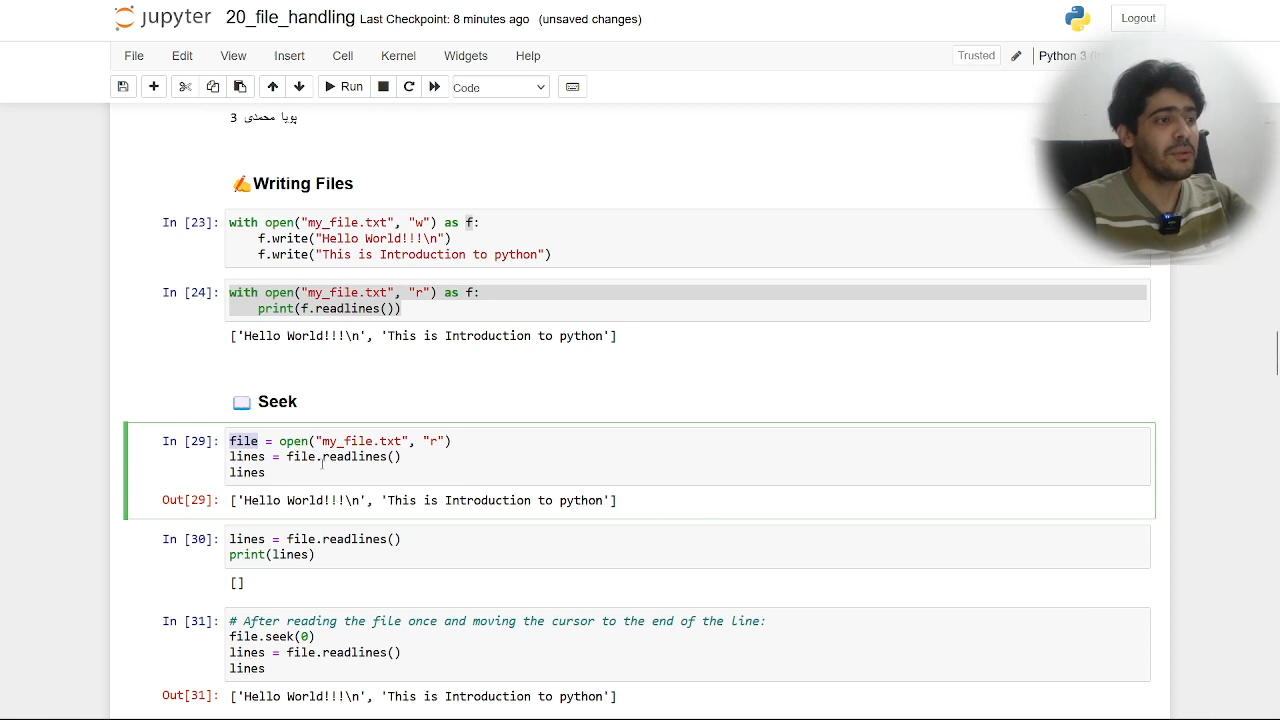 jupyter 20_file_handling Last Checkpoint: 8 minutes ago (unsaved changes) Logout
File Edit View Insert Cell Kernel Widgets Help Trusted Python 3
Run Code
پویا محمدی 3
✍Writing Files
In [23]: with open("my_file.txt", "w") as f:
f.write("Hello World!!!\n")
f.write("This is Introduction to python")
In [24]: with open("my_file.txt", "r") as f:
print(f.readlines())
['Hello World!!!\n', 'This is Introduction to python']
📖 Seek
In [29]: file = open("my_file.txt", "r")
lines = file.readlines()
lines
Out[29]: ['Hello World!!!\n', 'This is Introduction to python']
In [30]: lines = file.readlines()
print(lines)
[]
In [31]: # After reading the file once and moving the cursor to the end of the line:
file.seek(0)
lines = file.readlines()
lines
Out[31]: ['Hello World!!!\n', 'This is Introduction to python']